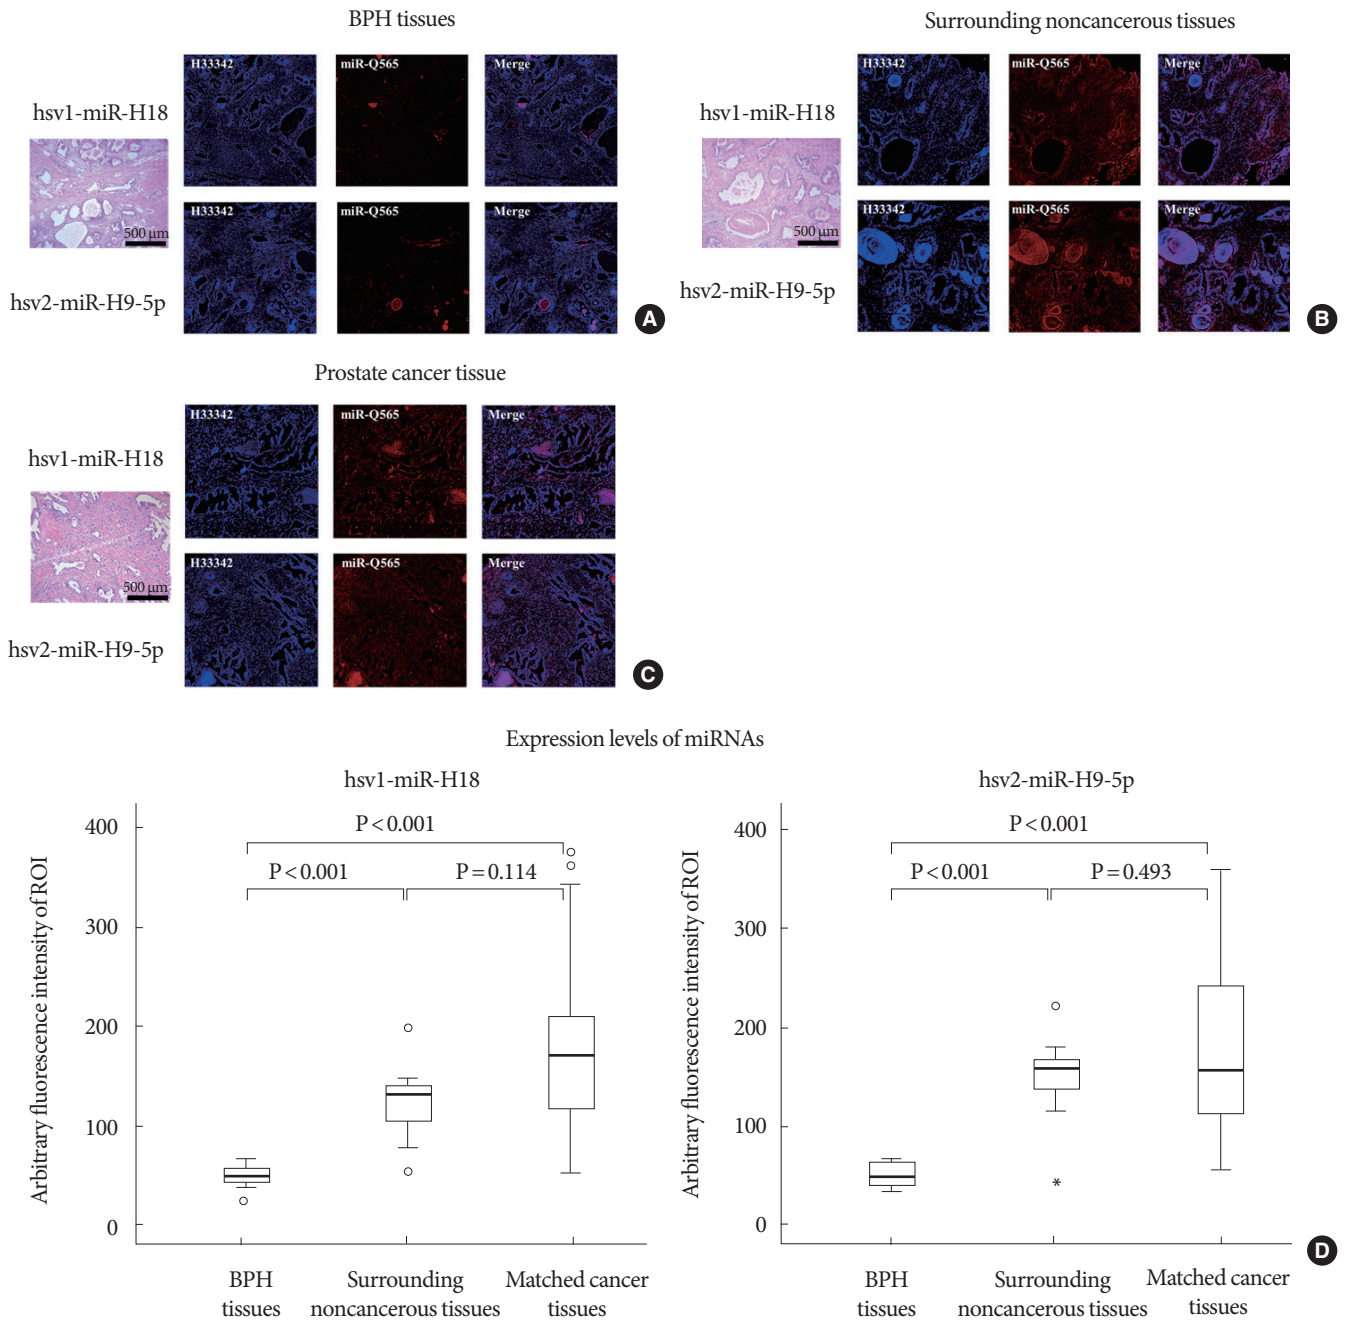 BPH tissues
hsv1-miR-H18
H33342
miR-Q565
Merge
500 µm
hsv2-miR-H9-5p
H33342
miR-Q565
Merge
A
Surrounding noncancerous tissues
hsv1-miR-H18
H33342
miR-Q565
Merge
500 µm
hsv2-miR-H9-5p
H33342
miR-Q565
Merge
B
Prostate cancer tissue
hsv1-miR-H18
H33342
miR-Q565
Merge
500 µm
hsv2-miR-H9-5p
H33342
miR-Q565
Merge
C
Expression levels of miRNAs
hsv1-miR-H18
Arbitrary fluorescence intensity of ROI
400
300
200
100
0
P<0.001
P<0.001
P=0.114
BPH
tissues
Surrounding
noncancerous tissues
Matched cancer
tissues
hsv2-miR-H9-5p
Arbitrary fluorescence intensity of ROI
400
300
200
100
0
P<0.001
P<0.001
P=0.493
*
BPH
tissues
Surrounding
noncancerous tissues
Matched cancer
tissues
D